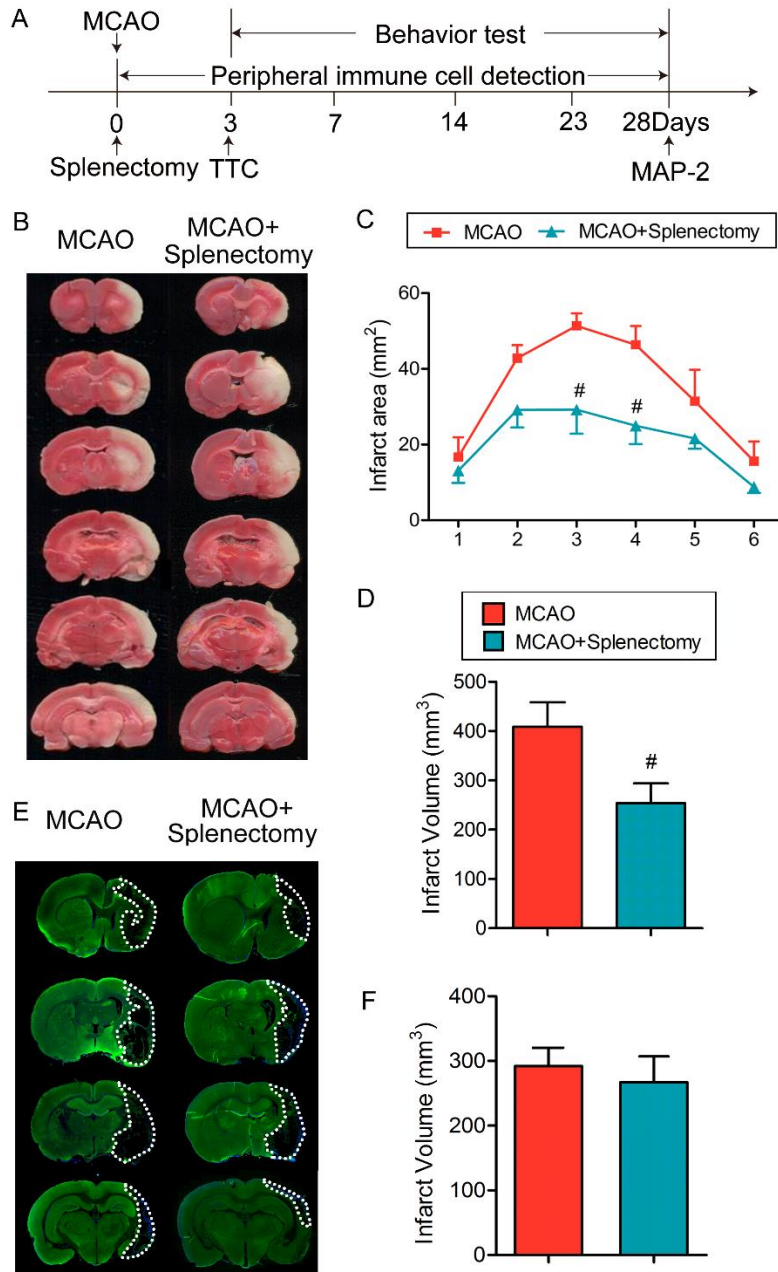 A
MCAO
Behavior test
Peripheral immune cell detection
0 3 7 14 23 28Days
Splenectomy TTC MAP-2
B
MCAO MCAO+
Splenectomy
C
MCAO MCAO+Splenectomy
Infarct area (mm²)
60
40
20
0
# #
1 2 3 4 5 6
D
MCAO
MCAO+Splenectomy
Infarct Volume (mm³)
500
400
300
200
100
0
#
E
MCAO MCAO+
Splenectomy
F
Infarct Volume (mm³)
400
300
200
100
0